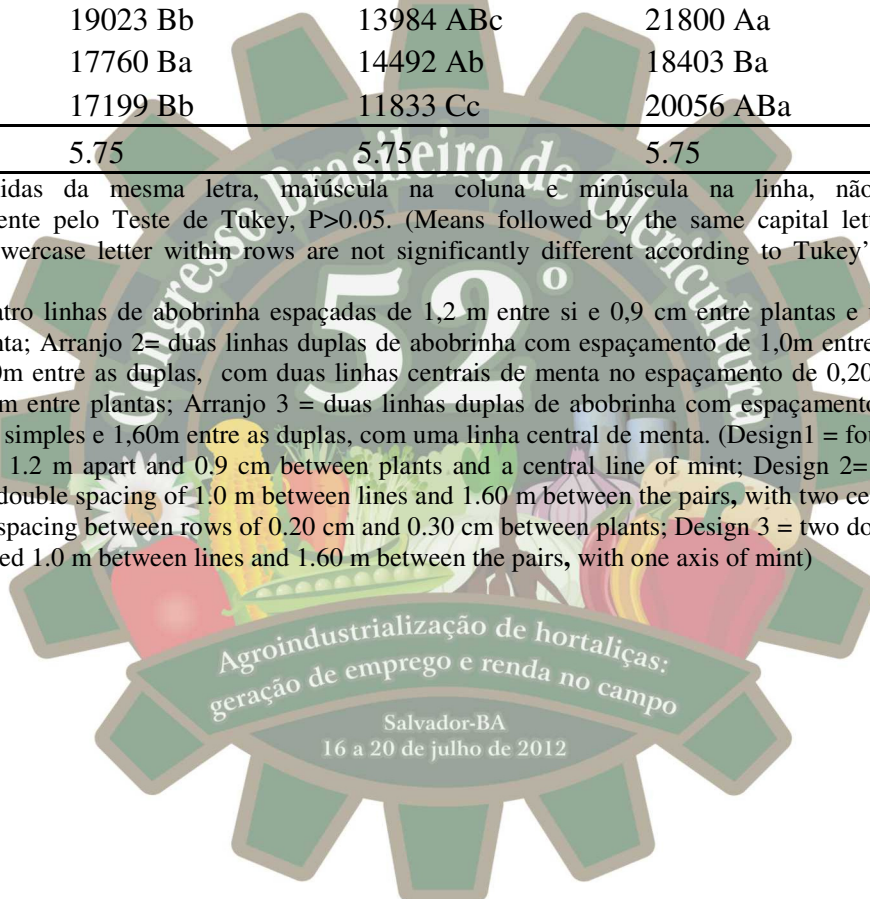 19023 Bb 13984 ABc 21800 Aa
17760 Ba 14492 Ab 18403 Ba
17199 Bb 11833 Cc 20056 ABa
5.75 5.75 5.75
idas da mesma letra, maiúscula na coluna e minúscula na linha, não
ente pelo Teste de Tukey, P>0.05. (Means followed by the same capital lett
wercase letter within rows are not significantly different according to Tukey'
atro linhas de abobrinha espaçadas de 1,2 m entre si e 0,9 cm entre plantas e
nta; Arranjo 2= duas linhas duplas de abobrinha com espaçamento de 1,0m entre
0m entre as duplas, com duas linhas centrais de menta no espaçamento de 0,20
m entre plantas; Arranjo 3 = duas linhas duplas de abobrinha com espaçamento
simples e 1,60m entre as duplas, com uma linha central de menta. (Design1 = fou
1.2 m apart and 0.9 cm between plants and a central line of mint; Design 2=
double spacing of 1.0 m between lines and 1.60 m between the pairs, with two ce
spacing between rows of 0.20 cm and 0.30 cm between plants; Design 3 = two do
ed 1.0 m between lines and 1.60 m between the pairs, with one axis of mint)
Congresso Brasileiro de Olericultura
52º
Agroindustrialização de hortaliças:
geração de emprego e renda no campo
Salvador-BA
16 a 20 de julho de 2012